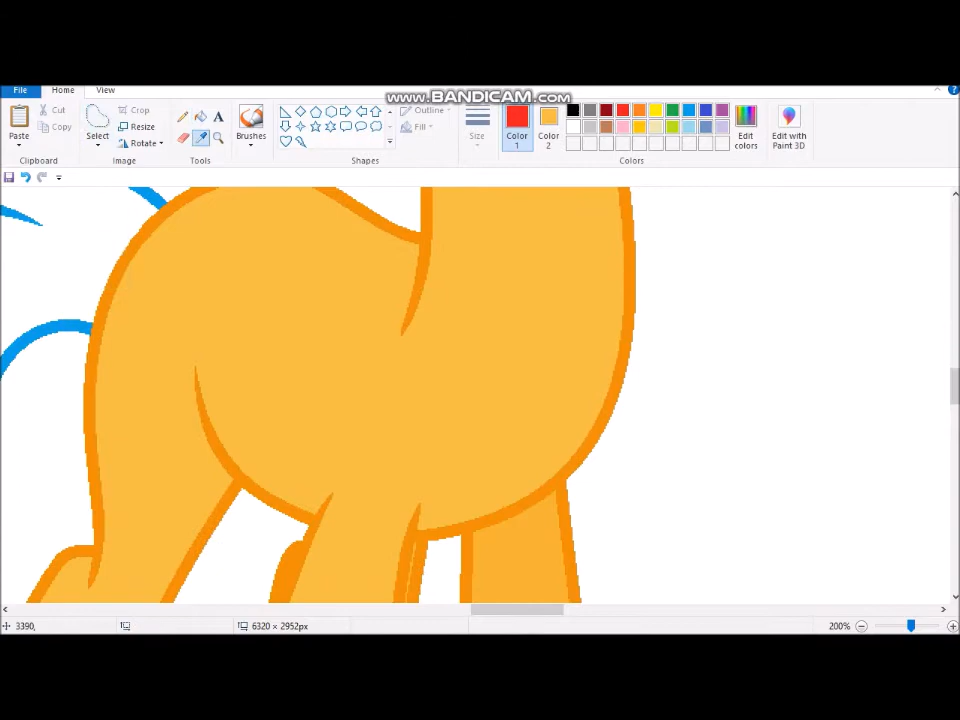 www.BANDICAM.com
File Home View
Paste
Cut
Copy
Clipboard
Select
Crop
Resize
Rotate
Image
A
Tools
Brushes
Outline
Fill
Shapes
Size
Color 1
Color 2
Edit colors
Colors
Edit with Paint 3D
3390,
6320 × 2952px
200%